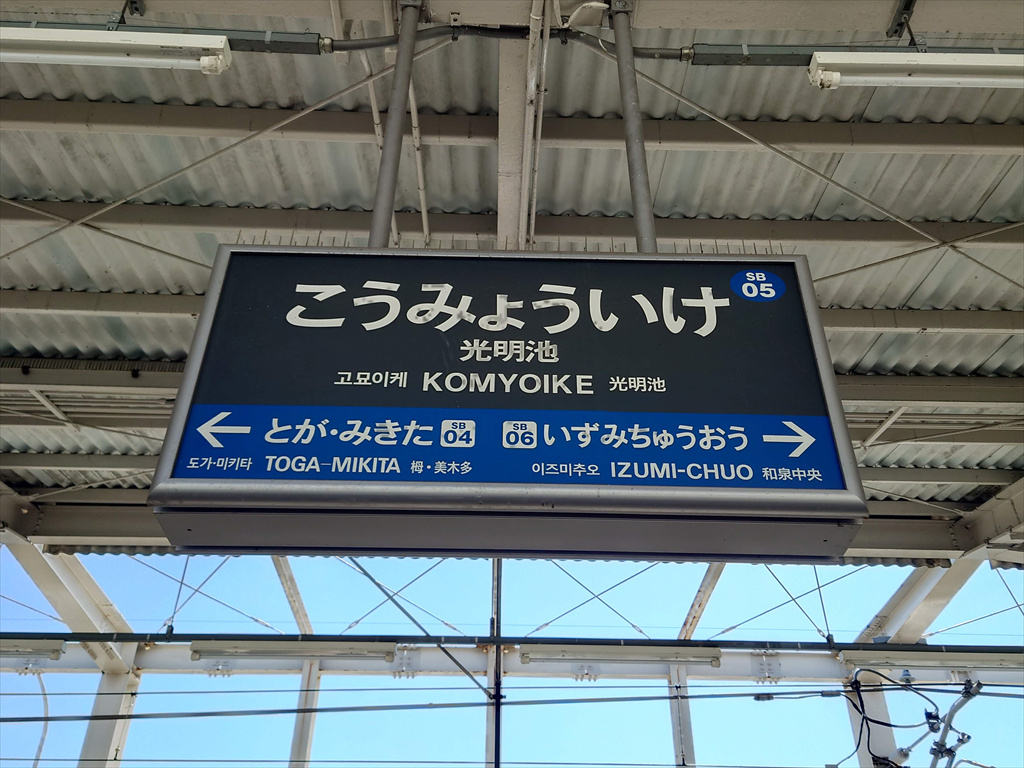 SB
05
こうみょういけ
光明池
고묘이케 KOMYOIKE 光明池
← とが・みきた SB 04 SB 06 いずみちゅうおう →
도가·미키타 TOGA-MIKITA 栂・美木多 이즈미추오 IZUMI-CHUO 和泉中央